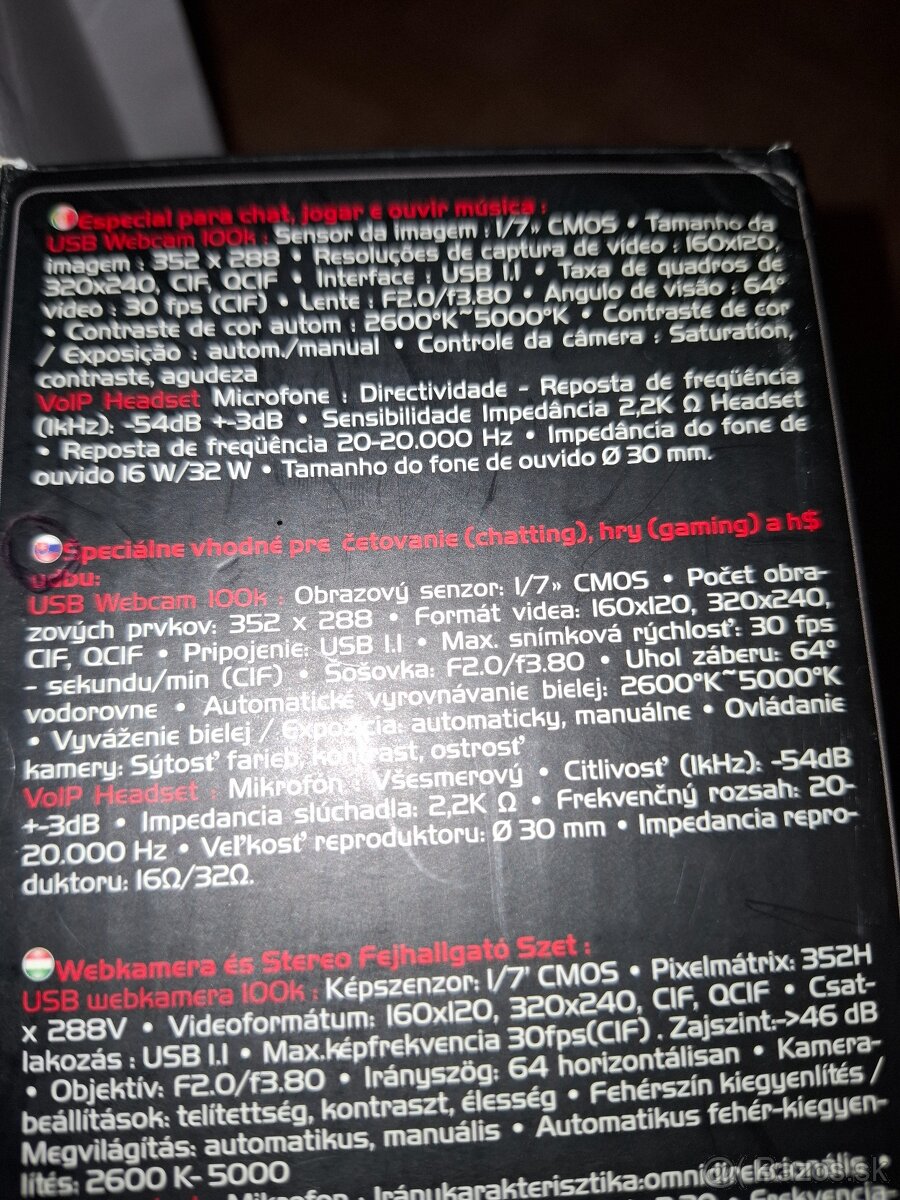 Especial para chat, jogar e ouvir música :
USB Webcam 100k : Sensor da imagem : 1/7» CMOS • Tamanho da
imagem : 352 x 288 • Resoluções de captura de vídeo : 160x120,
320x240, CIF, QCIF • Interface : USB 1.1 • Taxa de quadros de
vídeo : 30 fps (CIF) • Lente : F2.0/f3.80 • Angulo de visão : 64°
• Contraste de cor autom : 2600°K~5000°K • Contraste de cor
/ Exposição : autom./manual • Controle da câmera : Saturation,
contraste, agudeza
VoIP Headset Microfone : Directividade - Reposta de freqüência
(1kHz): -54dB +-3dB • Sensibilidade Impedância 2,2K Ω Headset
• Reposta de freqüência 20-20.000 Hz • Impedância do fone de
ouvido 16 W/32 W • Tamanho do fone de ouvido Ø 30 mm.
Špeciálne vhodné pre četovanie (chatting), hry (gaming) a h$
udbu:
USB Webcam 100k : Obrazový senzor: 1/7» CMOS • Počet obra-
zových prvkov: 352 x 288 • Formát videa: 160x120, 320x240,
CIF, QCIF • Pripojenie: USB 1.1 • Max. snímková rýchlosť: 30 fps
- sekundu/min (CIF) • Šošovka: F2.0/f3.80 • Uhol záberu: 64°
vodorovne • Automatické vyrovnávanie bielej: 2600°K~5000°K
• Vyváženie bielej / Expozícia: automaticky, manuálne • Ovládanie
kamery: Sýtosť farieb, kontrast, ostrosť
VoIP Headset : Mikrofón Všesmerový • Citlivosť (1kHz): -54dB
+-3dB • Impedancia slúchadla: 2,2K Ω • Frekvenčný rozsah: 20-
20.000 Hz • Veľkosť reproduktoru: Ø 30 mm • Impedancia repro-
duktoru: 16Ω/32Ω.
Webkamera és Stereo Fejhallgató Szet :
USB webkamera 100k : Képszenzor: 1/7' CMOS • Pixelmátrix: 352H
x 288V • Videoformátum: 160x120, 320x240, CIF, QCIF • Csat-
lakozás : USB 1.1 • Max.képfrekvencia 30fps(CIF) . Zajszint:->46 dB
• Objektív: F2.0/f3.80 • Irányszög: 64 horizontálisan • Kamera-
beállítások: telítettség, kontraszt, élesség • Fehérszín kiegyenlítés /
Megvilágítás: automatikus, manuális • Automatikus fehér-kiegyen-
lítés: 2600 K- 5000
Mikrofon : Iránykarakterisztika:omnidirekcionális •
Bazos.sk